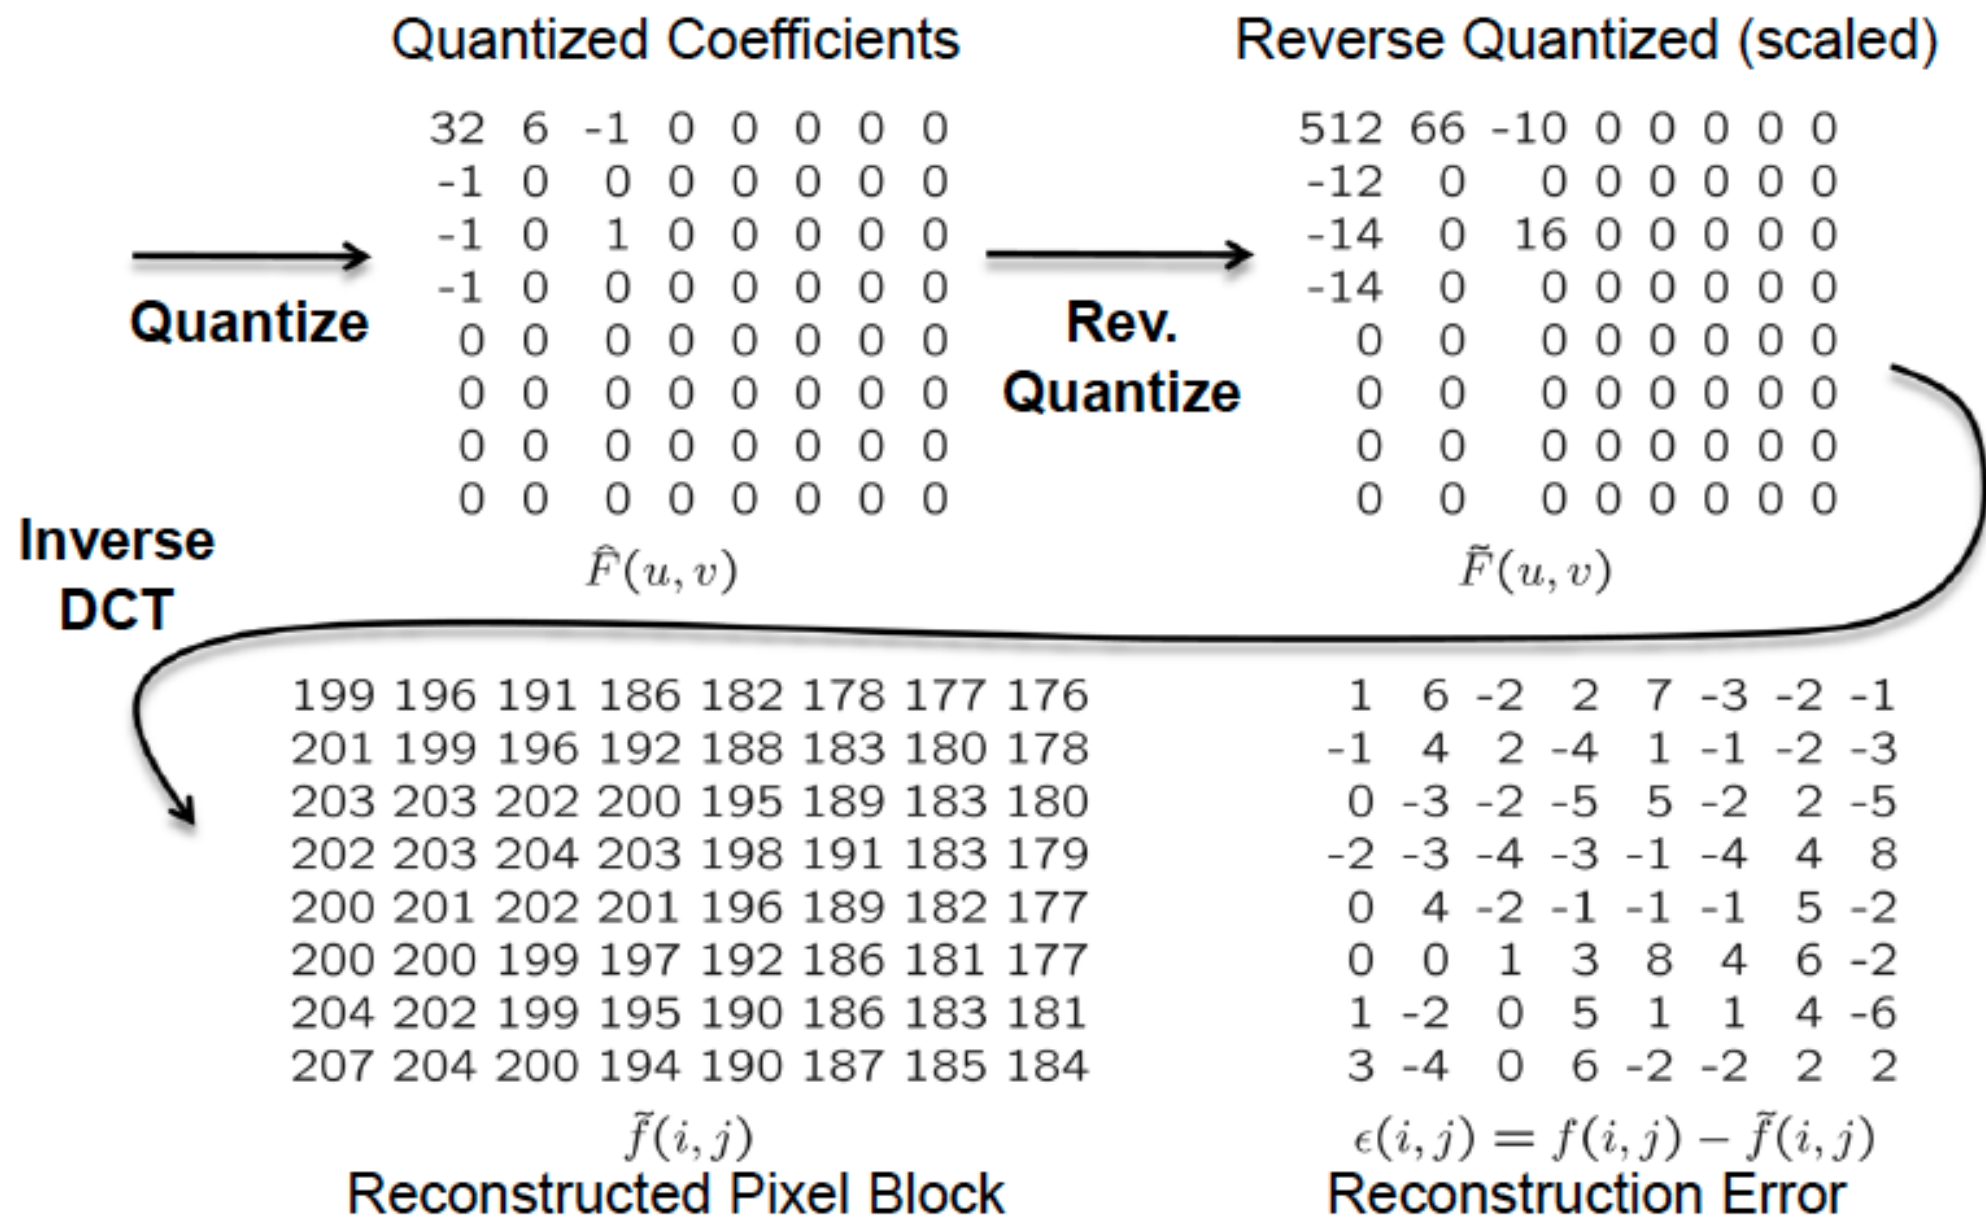 Quantized Coefficients
Reverse Quantized (scaled)
32 6 -1 0 0 0 0 0
-1 0 0 0 0 0 0 0
-1 0 1 0 0 0 0 0
-1 0 0 0 0 0 0 0
0 0 0 0 0 0 0 0
0 0 0 0 0 0 0 0
0 0 0 0 0 0 0 0
0 0 0 0 0 0 0 0
F̂(u, v)
Quantize
512 66 -10 0 0 0 0 0
-12 0 0 0 0 0 0 0
-14 0 16 0 0 0 0 0
-14 0 0 0 0 0 0 0
0 0 0 0 0 0 0 0
0 0 0 0 0 0 0 0
0 0 0 0 0 0 0 0
0 0 0 0 0 0 0 0
F̃(u, v)
Rev.
Quantize
Inverse
DCT
199 196 191 186 182 178 177 176
201 199 196 192 188 183 180 178
203 203 202 200 195 189 183 180
202 203 204 203 198 191 183 179
200 201 202 201 196 189 182 177
200 200 199 197 192 186 181 177
204 202 199 195 190 186 183 181
207 204 200 194 190 187 185 184
f̃(i, j)
Reconstructed Pixel Block
1 6 -2 2 7 -3 -2 -1
-1 4 2 -4 1 -1 -2 -3
0 -3 -2 -5 5 -2 2 -5
-2 -3 -4 -3 -1 -4 4 8
0 4 -2 -1 -1 -1 5 -2
0 0 1 3 8 4 6 -2
1 -2 0 5 1 1 4 -6
3 -4 0 6 -2 -2 2 2
ϵ(i, j) = f(i, j) − f̃(i, j)
Reconstruction Error